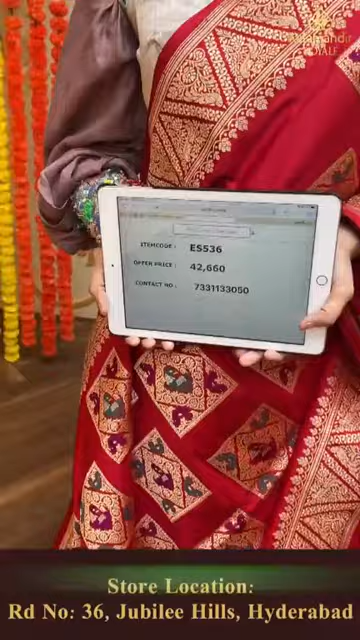 ITEMCODE : ES536
OFFER PRICE : 42,660
CONTACT NO : 7331133050
Store Location:
Rd No: 36, Jubilee Hills, Hyderabad